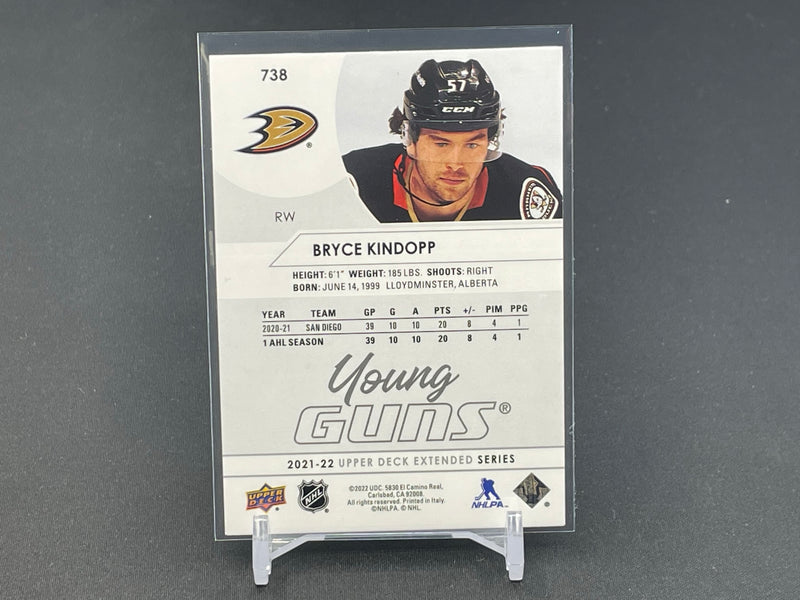 738
57
CCM
®
RW
BRYCE KINDOPP
HEIGHT: 6'1" WEIGHT: 185 LBS. SHOOTS: RIGHT
BORN: JUNE 14, 1999 LLOYDMINSTER, ALBERTA
YEAR TEAM GP G A PTS +/- PIM PPG
2020-21 SAN DIEGO 39 10 10 20 8 4 1
1 AHL SEASON 39 10 10 20 8 4 1
Young
GUNS®
2021-22 UPPER DECK EXTENDED SERIES
UPPER DECK
NHL
©2022 UDC. 5830 El Camino Real,
Carlsbad, CA 92008.
All rights reserved. Printed in Italy.
©NHLPA. © NHL.
NHLPA
®